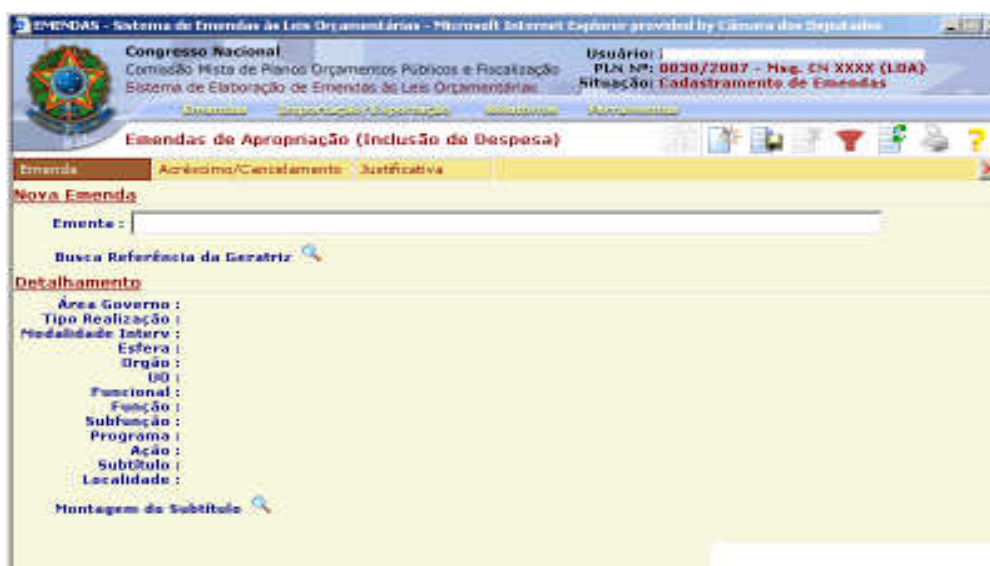 EMENDAS - Sistema de Emendas às Leis Orçamentárias - Microsoft Internet Explorer provided by Câmara dos Deputados
Congresso Nacional
Comissão Mista de Planos Orçamentos Públicos e Fiscalização
Sistema de Elaboração de Emendas às Leis Orçamentárias
Usuário:
PLN Nº: 0030/2007 - Msg. CN XXXX (LOA)
Situação: Cadastramento de Emendas
Emendas Importação/Exportação Relatórios Ferramentas
Emendas de Apropriação (Inclusão de Despesa)
Emenda Acréscimo/Cancelamento Justificativa
Nova Emenda
Ementa :
Busca Referência da Geratriz
Detalhamento
Área Governo :
Tipo Realização :
Modalidade Interv :
Esfera :
Orgão :
UO :
Funcional :
Função :
Subfunção :
Programa :
Ação :
Subtítulo :
Localidade :
Montagem do Subtítulo